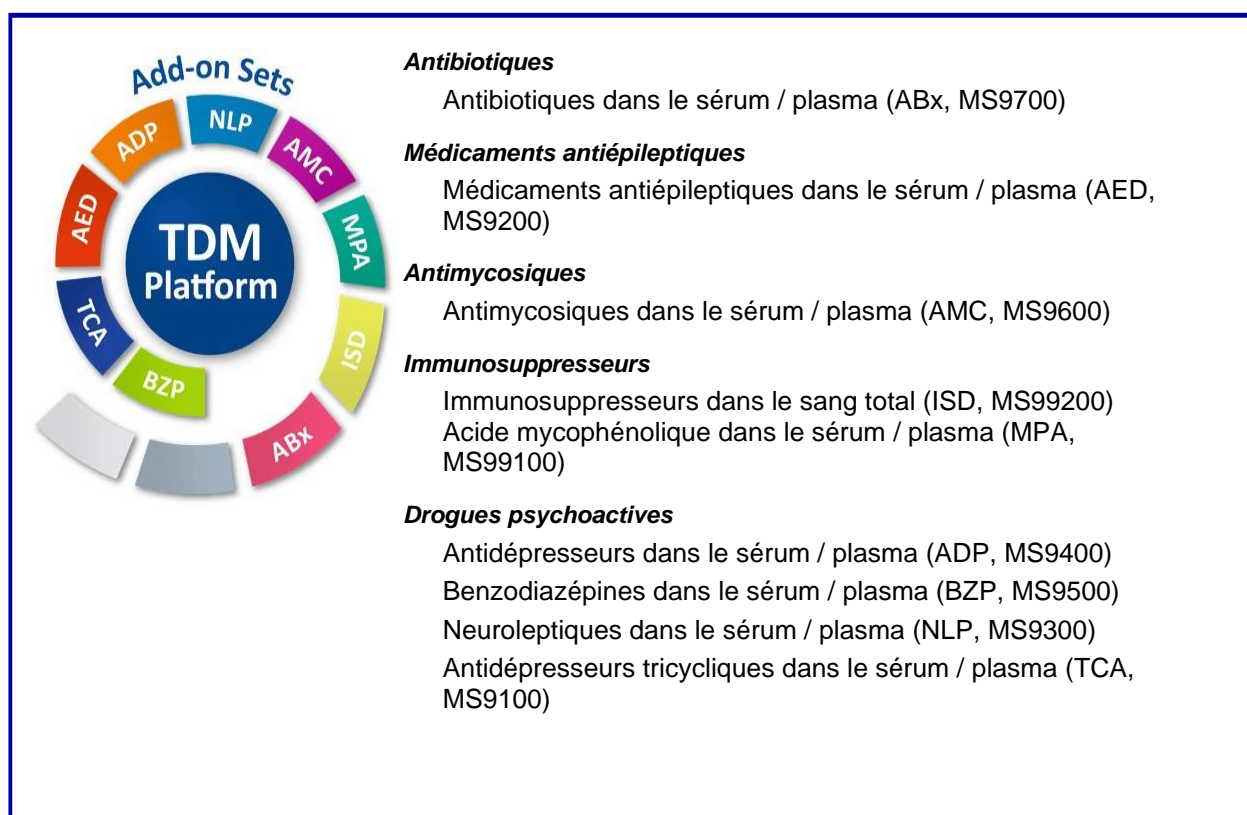 Add-on Sets
AED
ADP
NLP
AMC
MPA
ISD
ABx
TCA
BZP
TDM
Platform
Antibiotiques
Antibiotiques dans le sérum / plasma (ABx, MS9700)
Médicaments antiépileptiques
Médicaments antiépileptiques dans le sérum / plasma (AED,
MS9200)
Antimycosiques
Antimycosiques dans le sérum / plasma (AMC, MS9600)
Immunosuppresseurs
Immunosuppresseurs dans le sang total (ISD, MS99200)
Acide mycophénolique dans le sérum / plasma (MPA,
MS99100)
Drogues psychoactives
Antidépresseurs dans le sérum / plasma (ADP, MS9400)
Benzodiazépines dans le sérum / plasma (BZP, MS9500)
Neuroleptiques dans le sérum / plasma (NLP, MS9300)
Antidépresseurs tricycliques dans le sérum / plasma (TCA,
MS9100)